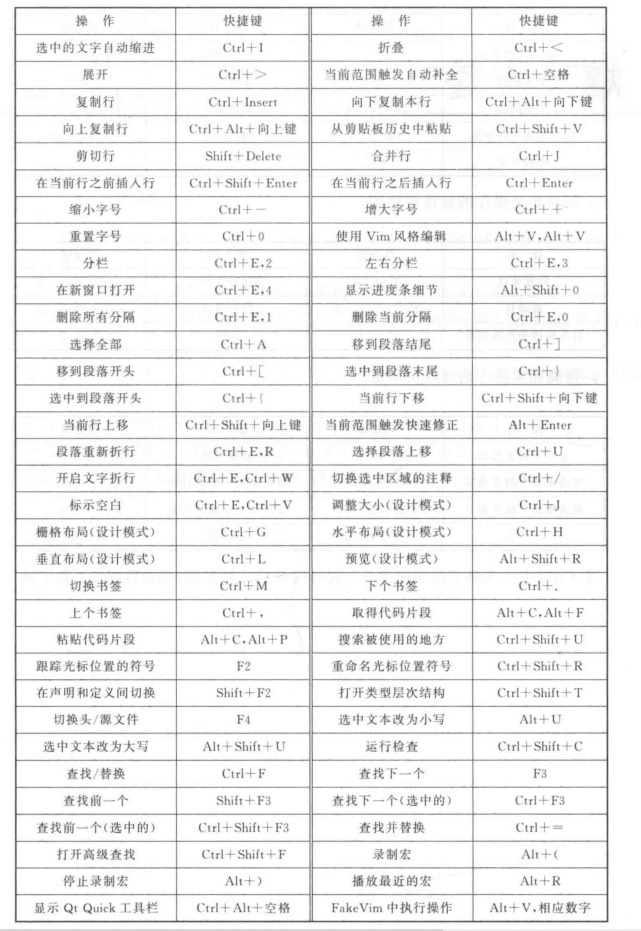 操 作 快捷键 操 作 快捷键
选中的文字自动缩进 Ctrl+I 折叠 Ctrl+<
展开 Ctrl+> 当前范围触发自动补全 Ctrl+空格
复制行 Ctrl+Insert 向下复制本行 Ctrl+Alt+向下键
向上复制行 Ctrl+Alt+向上键 从剪贴板历史中粘贴 Ctrl+Shift+V
剪切行 Shift+Delete 合并行 Ctrl+J
在当前行之前插入行 Ctrl+Shift+Enter 在当前行之后插入行 Ctrl+Enter
缩小字号 Ctrl+- 增大字号 Ctrl++
重置字号 Ctrl+0 使用 Vim 风格编辑 Alt+V,Alt+V
分栏 Ctrl+E,2 左右分栏 Ctrl+E,3
在新窗口打开 Ctrl+E,4 显示进度条细节 Alt+Shift+0
删除所有分隔 Ctrl+E,1 删除当前分隔 Ctrl+E,0
选择全部 Ctrl+A 移到段落结尾 Ctrl+]
移到段落开头 Ctrl+[ 选中到段落末尾 Ctrl+}
选中到段落开头 Ctrl+{ 当前行下移 Ctrl+Shift+向下键
当前行上移 Ctrl+Shift+向上键 当前范围触发快速修正 Alt+Enter
段落重新折行 Ctrl+E,R 选择段落上移 Ctrl+U
开启文字折行 Ctrl+E,Ctrl+W 切换选中区域的注释 Ctrl+/
标示空白 Ctrl+E,Ctrl+V 调整大小(设计模式) Ctrl+J
栅格布局(设计模式) Ctrl+G 水平布局(设计模式) Ctrl+H
垂直布局(设计模式) Ctrl+L 预览(设计模式) Alt+Shift+R
切换书签 Ctrl+M 下个书签 Ctrl+.
上个书签 Ctrl+, 取得代码片段 Alt+C,Alt+F
粘贴代码片段 Alt+C,Alt+P 搜索被使用的地方 Ctrl+Shift+U
跟踪光标位置的符号 F2 重命名光标位置符号 Ctrl+Shift+R
在声明和定义间切换 Shift+F2 打开类型层次结构 Ctrl+Shift+T
切换头/源文件 F4 选中文本改为小写 Alt+U
选中文本改为大写 Alt+Shift+U 运行检查 Ctrl+Shift+C
查找/替换 Ctrl+F 查找下一个 F3
查找前一个 Shift+F3 查找下一个(选中的) Ctrl+F3
查找前一个(选中的) Ctrl+Shift+F3 查找并替换 Ctrl+=
打开高级查找 Ctrl+Shift+F 录制宏 Alt+(
停止录制宏 Alt+) 播放最近的宏 Alt+R
显示 Qt Quick 工具栏 Ctrl+Alt+空格 FakeVim 中执行操作 Alt+V,相应数字